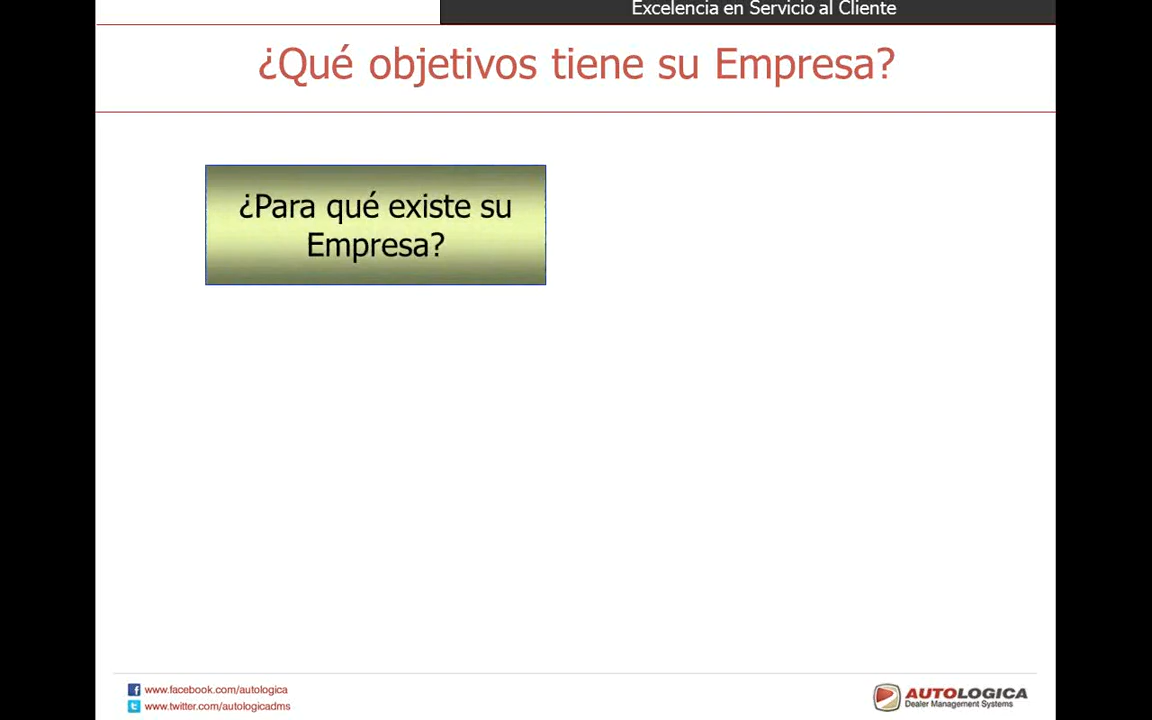 Excelencia en Servicio al Cliente
¿Qué objetivos tiene su Empresa?
¿Para qué existe su
Empresa?
www.facebook.com/autologica
www.twitter.com/autologicadms
AUTOLOGICA
Dealer Management Systems